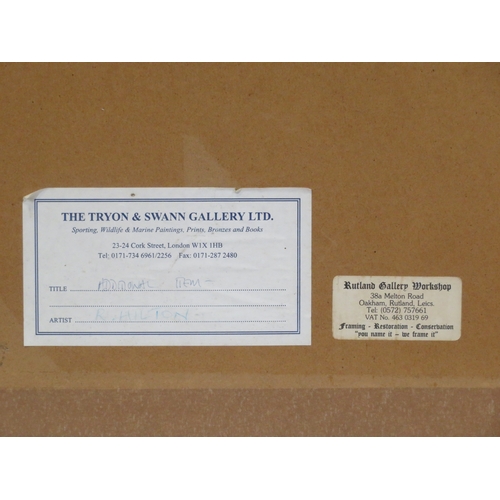 THE TRYON & SWANN GALLERY LTD.
Sporting, Wildlife & Marine Paintings, Prints, Bronzes and Books
23-24 Cork Street, London W1X 1HB
Tel: 0171-734 6961/2256 Fax: 0171-287 2480
TITLE
ARTIST
Rutland Gallery Workshop
38a Melton Road
Oakham, Rutland, Leics.
Tel: (0572) 757661
VAT No. 463 0319 69
Framing - Restoration - Conservation
"you name it - we frame it"